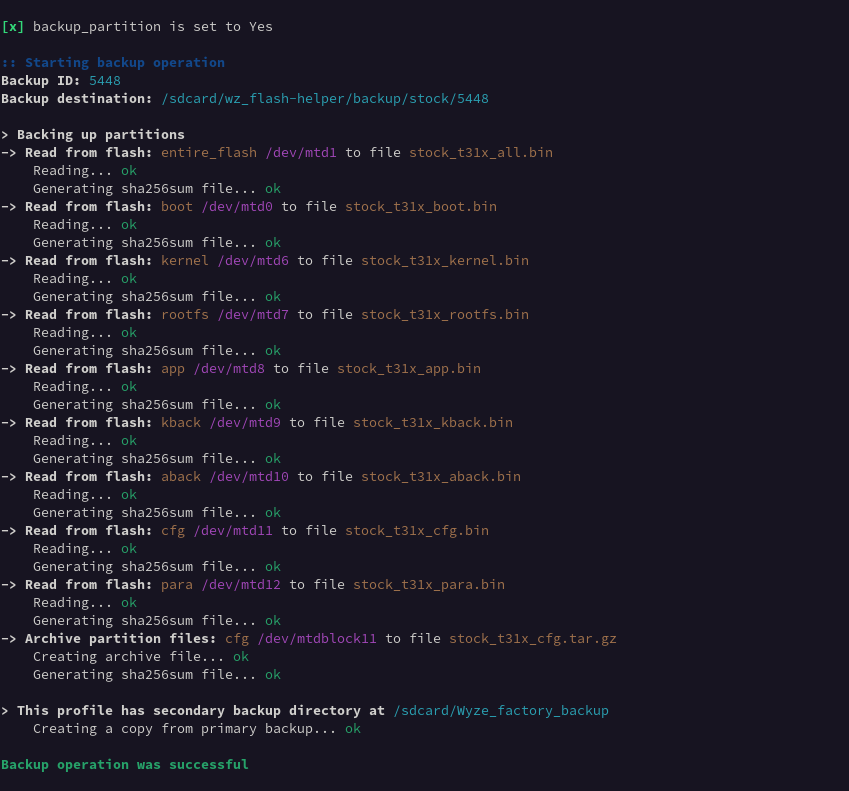 [x] backup_partition is set to Yes
:: Starting backup operation
Backup ID: 5448
Backup destination: /sdcard/wz_flash-helper/backup/stock/5448
> Backing up partitions
-> Read from flash: entire_flash /dev/mtd1 to file stock_t31x_all.bin
Reading... ok
Generating sha256sum file... ok
-> Read from flash: boot /dev/mtd0 to file stock_t31x_boot.bin
Reading... ok
Generating sha256sum file... ok
-> Read from flash: kernel /dev/mtd6 to file stock_t31x_kernel.bin
Reading... ok
Generating sha256sum file... ok
-> Read from flash: rootfs /dev/mtd7 to file stock_t31x_rootfs.bin
Reading... ok
Generating sha256sum file... ok
-> Read from flash: app /dev/mtd8 to file stock_t31x_app.bin
Reading... ok
Generating sha256sum file... ok
-> Read from flash: kback /dev/mtd9 to file stock_t31x_kback.bin
Reading... ok
Generating sha256sum file... ok
-> Read from flash: aback /dev/mtd10 to file stock_t31x_aback.bin
Reading... ok
Generating sha256sum file... ok
-> Read from flash: cfg /dev/mtd11 to file stock_t31x_cfg.bin
Reading... ok
Generating sha256sum file... ok
-> Read from flash: para /dev/mtd12 to file stock_t31x_para.bin
Reading... ok
Generating sha256sum file... ok
-> Archive partition files: cfg /dev/mtdblock11 to file stock_t31x_cfg.tar.gz
Creating archive file... ok
Generating sha256sum file... ok
> This profile has secondary backup directory at /sdcard/Wyze_factory_backup
Creating a copy from primary backup... ok
Backup operation was successful